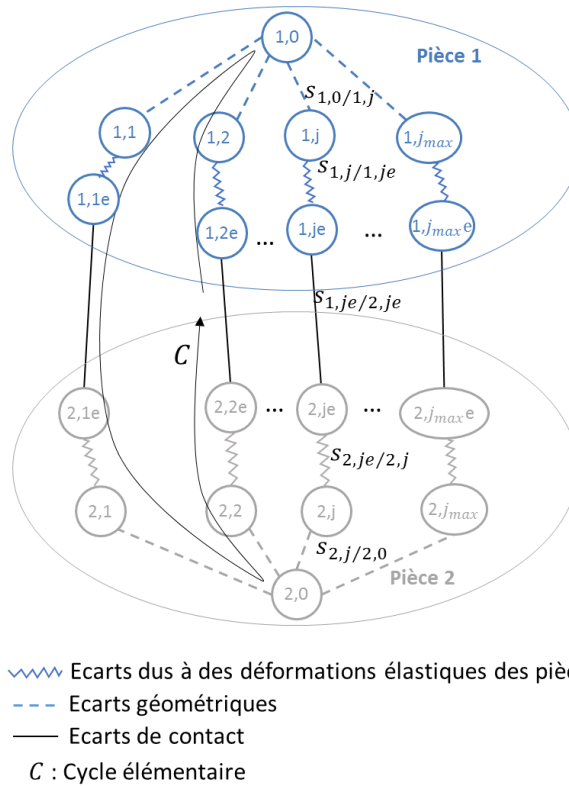 1,0
Pièce 1
s1,0/1,j
1,1
1,2
1,j
1,jmax
s1,j/1,je
1,1e
1,2e
...
1,je
...
1,jmaxe
s1,je/2,je
C
2,1e
2,2e
...
2,je
...
2,jmaxe
s2,je/2,j
2,1
2,2
2,j
2,jmax
s2,j/2,0
Pièce 2
2,0
Ecarts dus à des déformations élastiques des pièc
Ecarts géométriques
Ecarts de contact
C : Cycle élémentaire